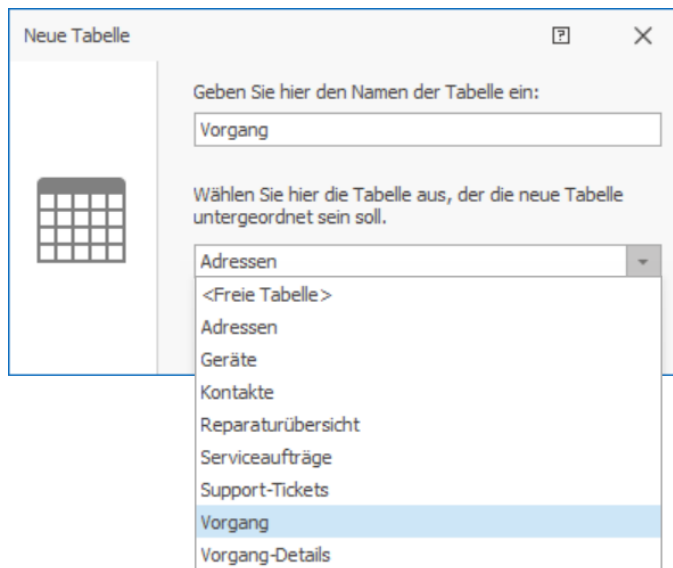 Neue Tabelle
?
Geben Sie hier den Namen der Tabelle ein:
Vorgang
Wählen Sie hier die Tabelle aus, der die neue Tabelle
untergeordnet sein soll.
Adressen
<Freie Tabelle>
Adressen
Geräte
Kontakte
Reparaturübersicht
Serviceaufträge
Support-Tickets
Vorgang
Vorgang-Details